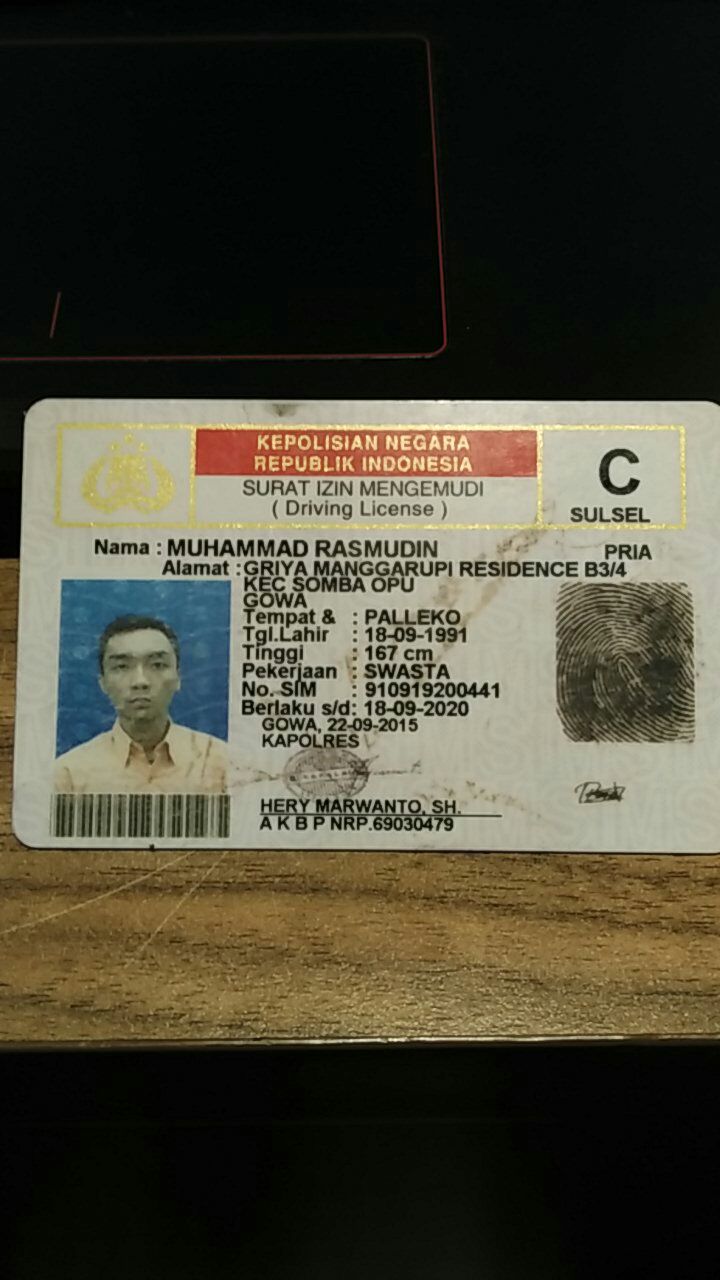 KEPOLISIAN NEGARA
REPUBLIK INDONESIA
SURAT IZIN MENGEMUDI
( Driving License )
C
SULSEL
Nama : MUHAMMAD RASMUDIN PRIA
Alamat : GRIYA MANGGARUPI RESIDENCE B3/4
KEC SOMBA OPU
GOWA
Tempat & : PALLEKO
Tgl.Lahir : 18-09-1991
Tinggi : 167 cm
Pekerjaan : SWASTA
No. SIM : 910919200441
Berlaku s/d: 18-09-2020
GOWA, 22-09-2015
KAPOLRES
HERY MARWANTO, SH.
A K B P NRP.69030479